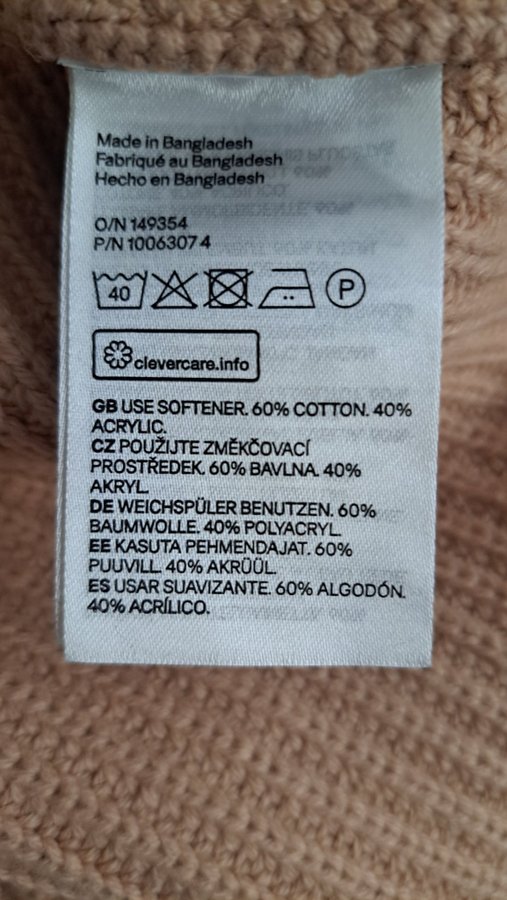 Made in Bangladesh
Fabriqué au Bangladesh
Hecho en Bangladesh
O/N 149354
P/N 1006307 4
40
P
clevercare.info
GB USE SOFTENER. 60% COTTON. 40%
ACRYLIC.
CZ POUŽIJTE ZMĚKČOVACÍ
PROSTŘEDEK. 60% BAVLNA. 40%
AKRYL.
DE WEICHSPÜLER BENUTZEN. 60%
BAUMWOLLE. 40% POLYACRYL.
EE KASUTA PEHMENDAJAT. 60%
PUUVILL. 40% AKRÜÜL.
ES USAR SUAVIZANTE. 60% ALGODÓN.
40% ACRÍLICO.